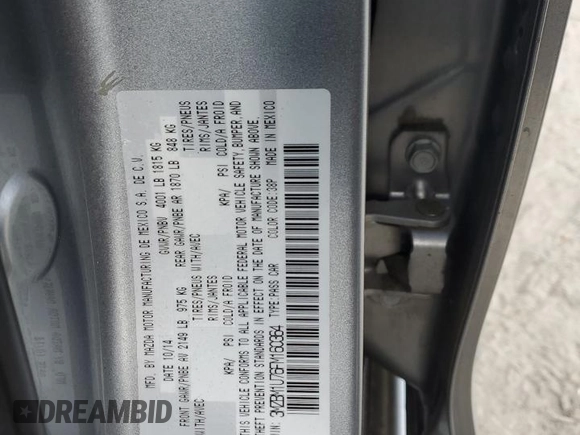 MFD. BY MAZDA MOTOR MANUFACTURING DE MEXICO S.A. DE C.V.
DATE 10/14 GVWR/PNBV 4001 LB 1815 KG
FRONT GAWR/PNBE AV 2149 LB 975 KG REAR GAWR/PNBE AR 1870 LB 848 KG
TIRES/PNEUS WITH/AVEC TIRES/PNEUS
WITH/AVEC RIMS/JANTES RIMS/JANTES
KPA/ PSI COLD/A FROID KPA/ PSI COLD/A FROID
THIS VEHICLE CONFORMS TO ALL APPLICABLE FEDERAL MOTOR VEHICLE SAFETY,BUMPER,AND
THEFT PREVENTION STANDARDS IN EFFECT ON THE DATE OF MANUFACTURE SHOWN ABOVE.
TYPE:PASS CAR COLOR CODE:38P MADE IN MEXICO
DREAMBID